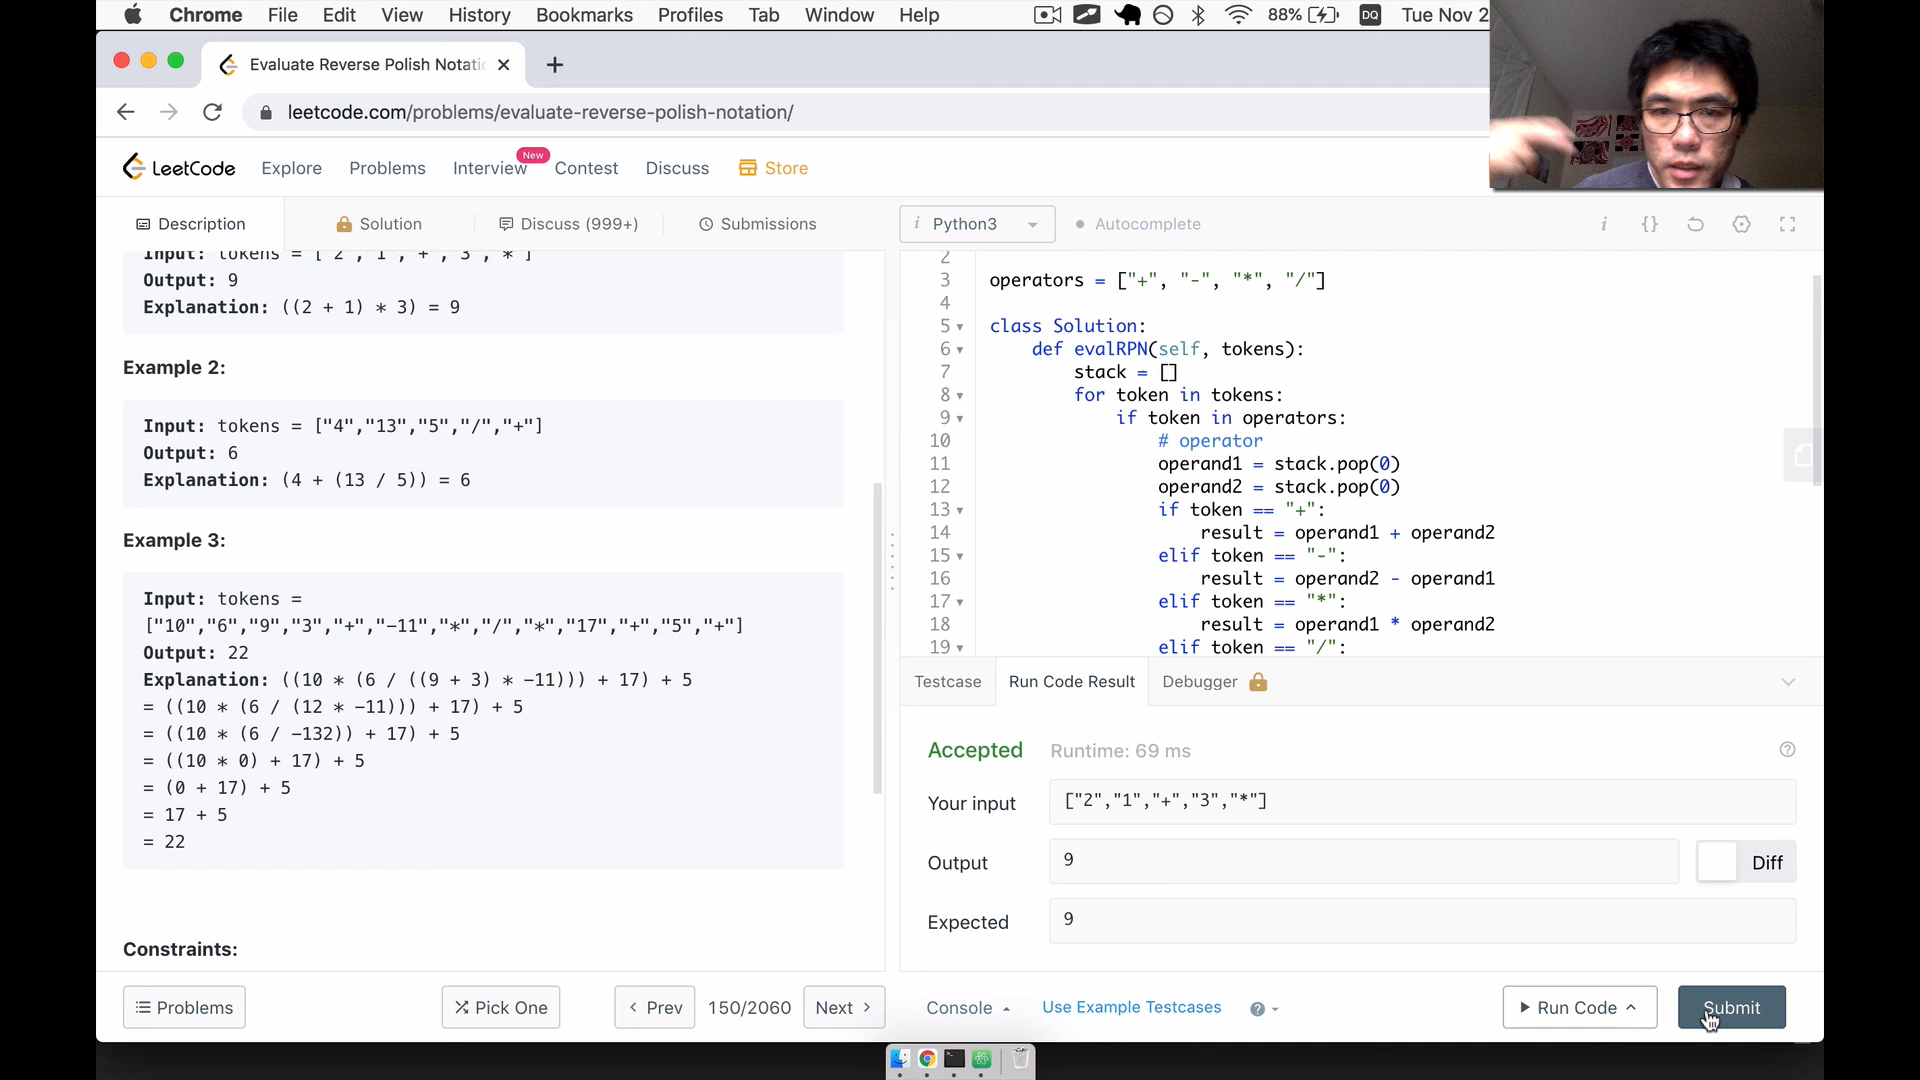 Chrome File Edit View History Bookmarks Profiles Tab Window Help 88% DQ Tue Nov 2
Evaluate Reverse Polish Notati
leetcode.com/problems/evaluate-reverse-polish-notation/
LeetCode Explore Problems Interview New Contest Discuss Store
Description Solution Discuss (999+) Submissions
Input: tokens = ["2","1","+","3","*"]
Output: 9
Explanation: ((2 + 1) * 3) = 9
Example 2:
Input: tokens = ["4","13","5","/","+"]
Output: 6
Explanation: (4 + (13 / 5)) = 6
Example 3:
Input: tokens =
["10","6","9","3","+","-11","*","/","*","17","+","5","+"]
Output: 22
Explanation: ((10 * (6 / ((9 + 3) * -11))) + 17) + 5
= ((10 * (6 / (12 * -11))) + 17) + 5
= ((10 * (6 / -132)) + 17) + 5
= ((10 * 0) + 17) + 5
= (0 + 17) + 5
= 17 + 5
= 22
Constraints:
Problems Pick One Prev 150/2060 Next
i Python3 Autocomplete i {}
2
3 operators = ["+", "-", "*", "/"]
4
5 class Solution:
6 def evalRPN(self, tokens):
7 stack = []
8 for token in tokens:
9 if token in operators:
10 # operator
11 operand1 = stack.pop(0)
12 operand2 = stack.pop(0)
13 if token == "+":
14 result = operand1 + operand2
15 elif token == "-":
16 result = operand2 - operand1
17 elif token == "*":
18 result = operand1 * operand2
19 elif token == "/":
Testcase Run Code Result Debugger
Accepted Runtime: 69 ms
Your input ["2","1","+","3","*"]
Output 9 Diff
Expected 9
Console Use Example Testcases ? Run Code Submit